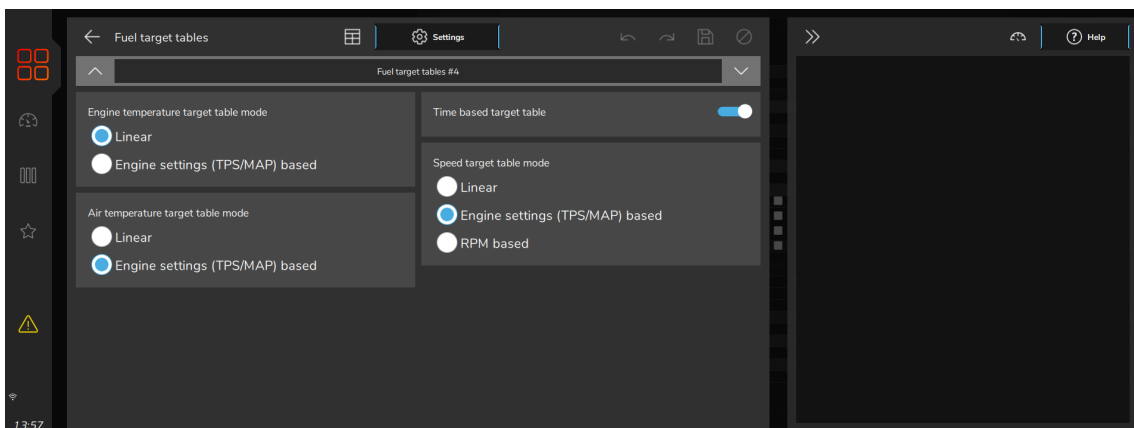 Fuel target tables
Settings
Help
Fuel target tables #4
Engine temperature target table mode
Linear
Engine settings (TPS/MAP) based
Air temperature target table mode
Linear
Engine settings (TPS/MAP) based
Time based target table
Speed target table mode
Linear
Engine settings (TPS/MAP) based
RPM based
13:57